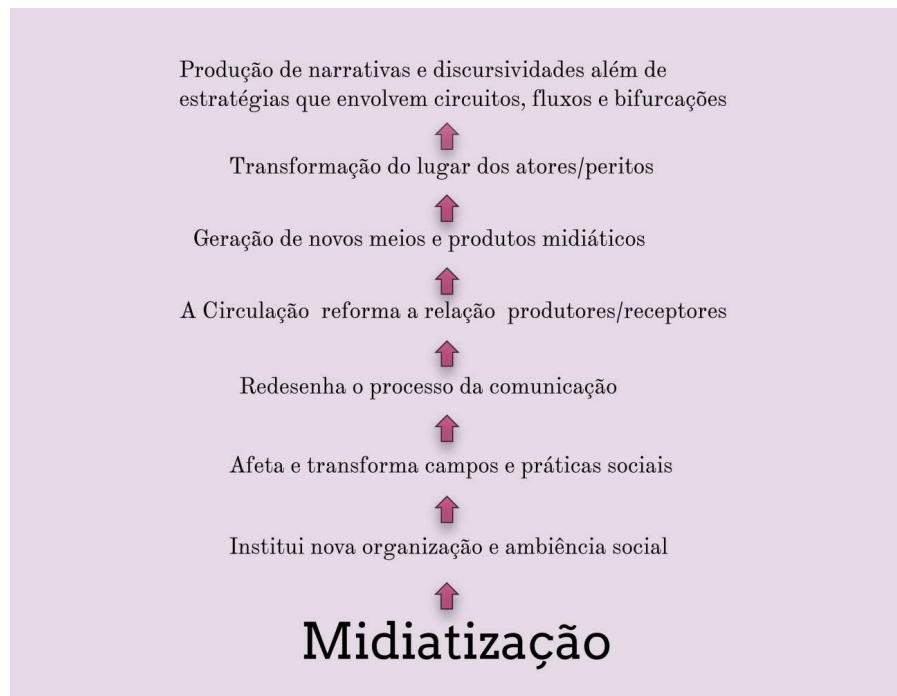 Produção de narrativas e discursividades além de
estratégias que envolvem circuitos, fluxos e bifurcações
Transformação do lugar dos atores/peritos
Geração de novos meios e produtos midiáticos
A Circulação reforma a relação produtores/receptores
Redesenha o processo da comunicação
Afeta e transforma campos e práticas sociais
Institui nova organização e ambiência social
Midiatização